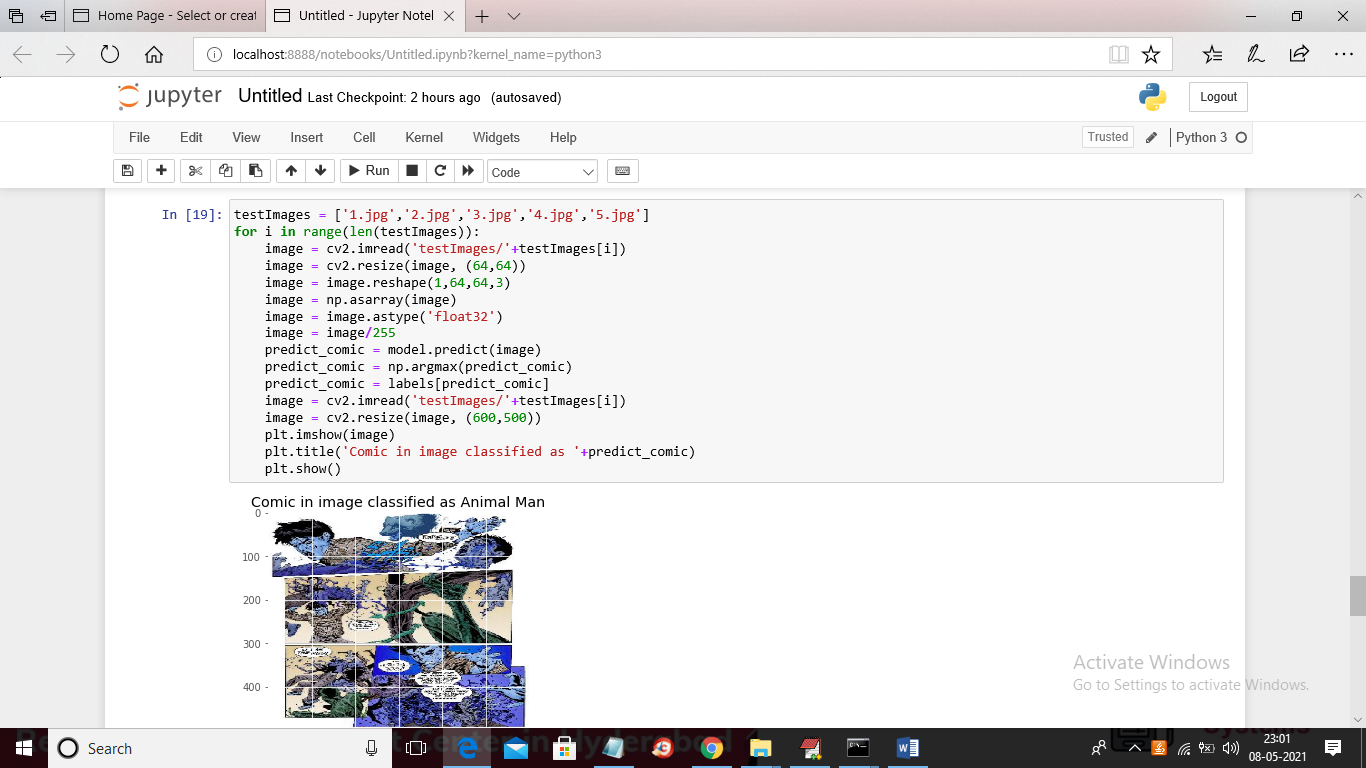 Home Page - Select or creat
Untitled - Jupyter Notel
localhost:8888/notebooks/Untitled.ipynb?kernel_name=python3
jupyter Untitled Last Checkpoint: 2 hours ago (autosaved)
Logout
File Edit View Insert Cell Kernel Widgets Help
Trusted
Python 3
Run
Code
In [19]:
testImages = ['1.jpg','2.jpg','3.jpg','4.jpg','5.jpg']
for i in range(len(testImages)):
    image = cv2.imread('testImages/'+testImages[i])
    image = cv2.resize(image, (64,64))
    image = image.reshape(1,64,64,3)
    image = np.asarray(image)
    image = image.astype('float32')
    image = image/255
    predict_comic = model.predict(image)
    predict_comic = np.argmax(predict_comic)
    predict_comic = labels[predict_comic]
    image = cv2.imread('testImages/'+testImages[i])
    image = cv2.resize(image, (600,500))
    plt.imshow(image)
    plt.title('Comic in image classified as '+predict_comic)
    plt.show()
Comic in image classified as Animal Man
0
100
200
300
400
Activate Windows
Go to Settings to activate Windows.
Search
23:01
08-05-2021